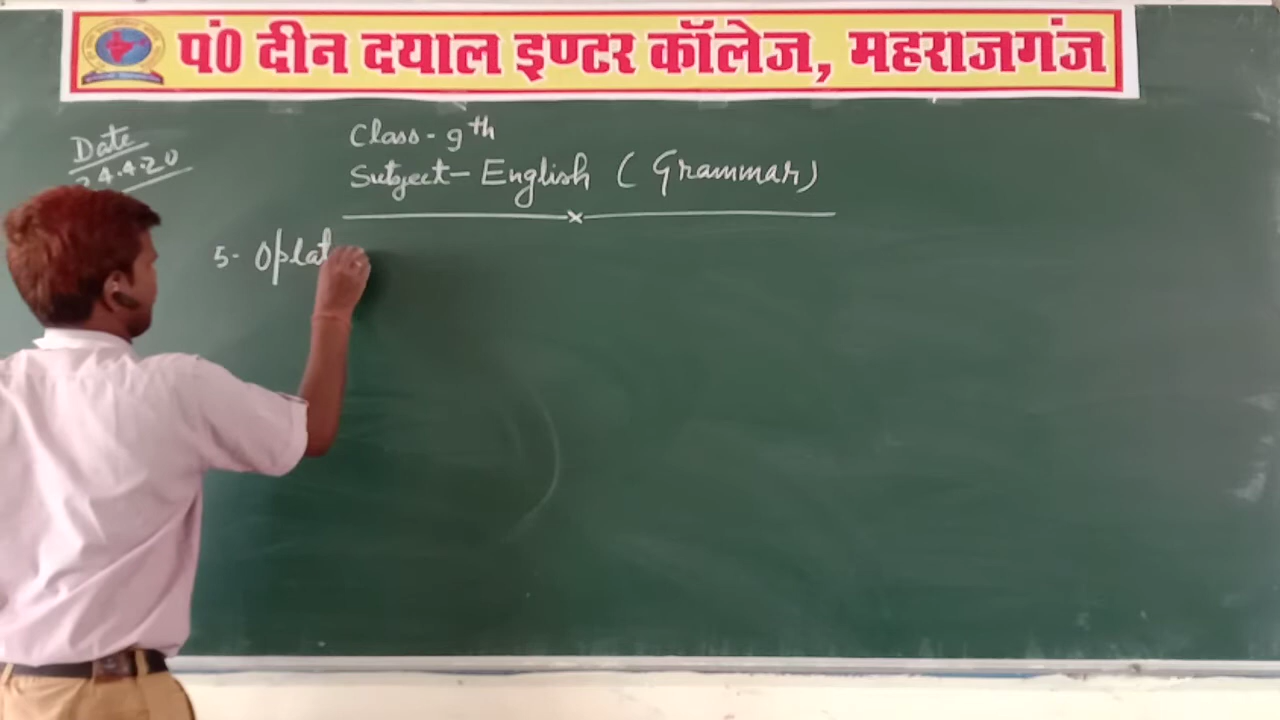 पं0 दीन दयाल इण्टर कॉलेज, महराजगंज
Date
24.4.20
Class - 9th
Subject - English ( Grammar)
5- Oplat